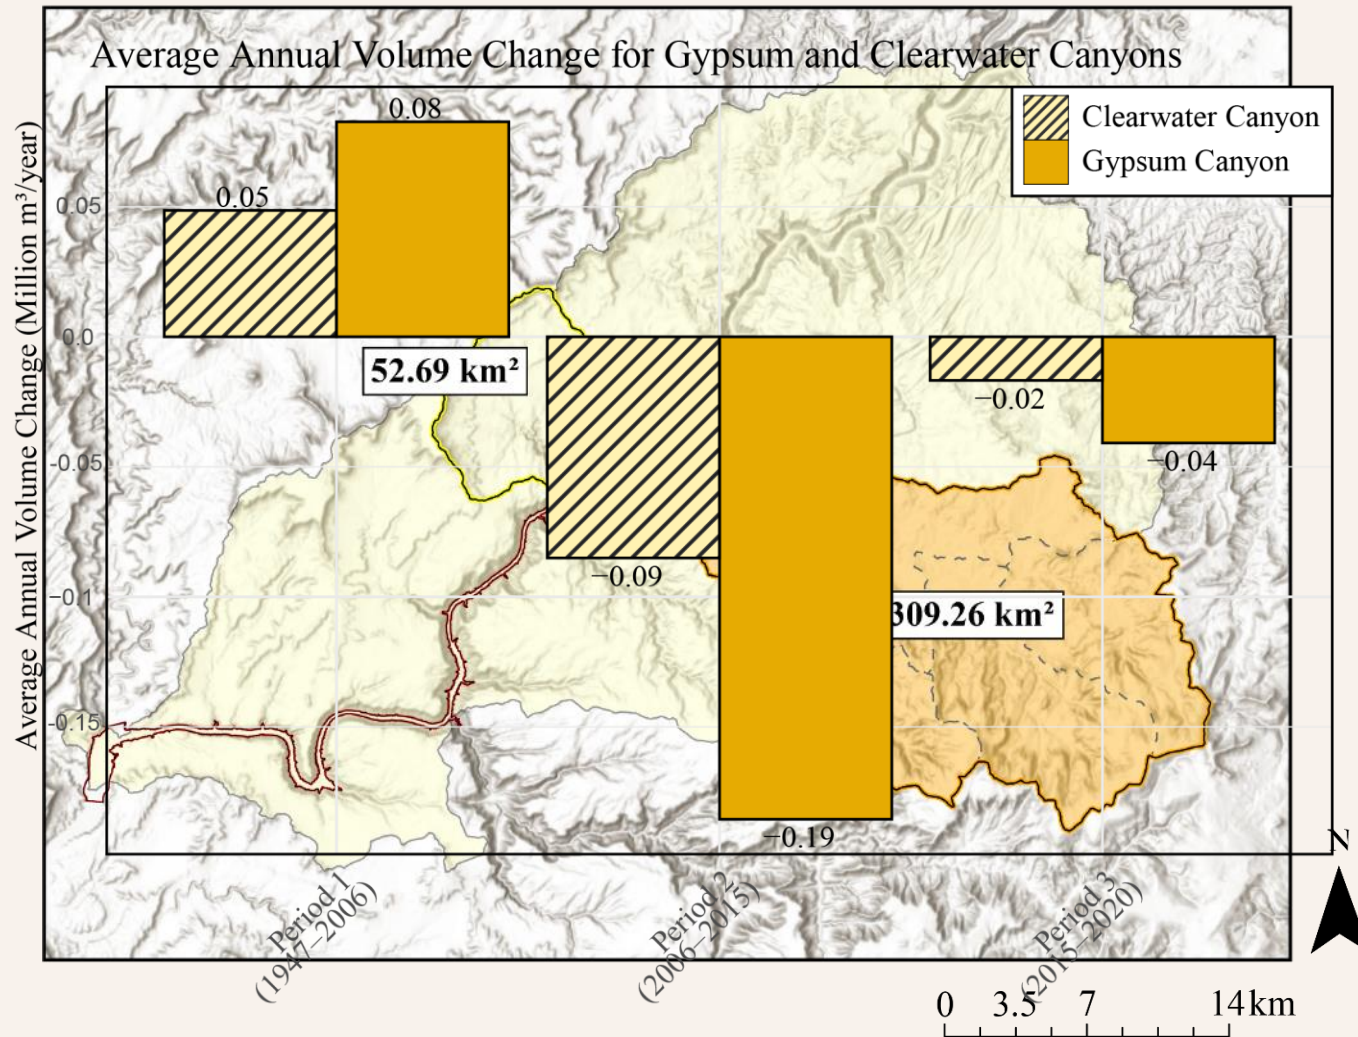 Average Annual Volume Change for Gypsum and Clearwater Canyons
Clearwater Canyon
Gypsum Canyon
Average Annual Volume Change (Million m³/year)
0.05
0.0
-0.05
−0.1
-0.15
0.05
0.08
−0.09
−0.19
−0.02
−0.04
52.69 km²
309.26 km²
Period 1
(1947–2006)
Period 2
(2006–2015)
Period 3
(2015–2020)
N
0 3.5 7 14km